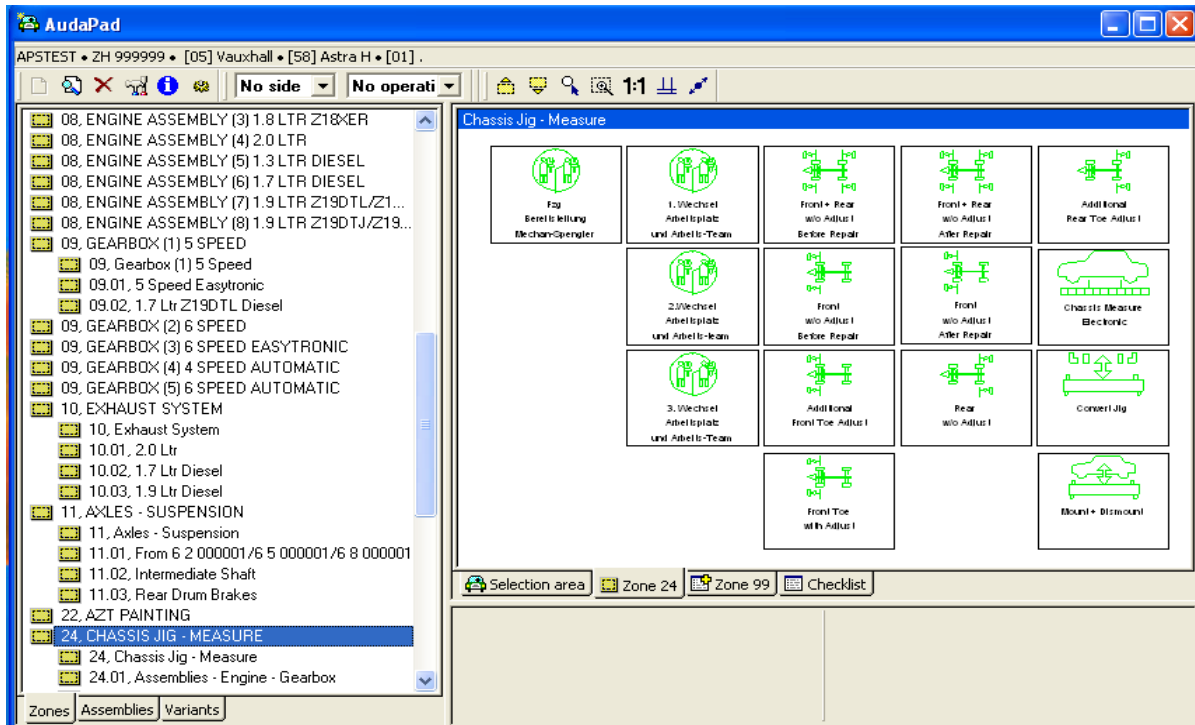 AudaPad
APSTEST • ZH 999999 • [05] Vauxhall • [58] Astra H • [01] .
No side
No operati
1:1
08, ENGINE ASSEMBLY (3) 1.8 LTR Z18XER
08, ENGINE ASSEMBLY (4) 2.0 LTR
08, ENGINE ASSEMBLY (5) 1.3 LTR DIESEL
08, ENGINE ASSEMBLY (6) 1.7 LTR DIESEL
08, ENGINE ASSEMBLY (7) 1.9 LTR Z19DTL/Z1...
08, ENGINE ASSEMBLY (8) 1.9 LTR Z19DTJ/Z19...
09, GEARBOX (1) 5 SPEED
09, Gearbox (1) 5 Speed
09.01, 5 Speed Easytronic
09.02, 1.7 Ltr Z19DTL Diesel
09, GEARBOX (2) 6 SPEED
09, GEARBOX (3) 6 SPEED EASYTRONIC
09, GEARBOX (4) 4 SPEED AUTOMATIC
09, GEARBOX (5) 6 SPEED AUTOMATIC
10, EXHAUST SYSTEM
10, Exhaust System
10.01, 2.0 Ltr
10.02, 1.7 Ltr Diesel
10.03, 1.9 Ltr Diesel
11, AXLES - SUSPENSION
11, Axles - Suspension
11.01, From 6 2 000001/6 5 000001/6 8 000001
11.02, Intermediate Shaft
11.03, Rear Drum Brakes
22, AZT PAINTING
24, CHASSIS JIG - MEASURE
24, Chassis Jig - Measure
24.01, Assemblies - Engine - Gearbox
Zones
Assemblies
Variants
Chassis Jig - Measure
Fzg
Bereitstellung
Mechan-Spengler
1. Wechsel
Arbeitsplatz
und Arbeits-Team
Front + Rear
w/o Adjust
Before Repair
Front + Rear
w/o Adjust
After Repair
Additional
Rear Toe Adjust
2.Wechsel
Arbeitsplatz
und Arbeits-team
Front
w/o Adjust
Before Repair
Front
w/o Adjust
After Repair
Chassis Measure
Electronic
3. Wechsel
Arbeitsplatz
und Arbeits-Team
Additional
Front Toe Adjust
Rear
w/o Adjust
Convert Jig
Front Toe
with Adjust
Mount + Dismount
Selection area
Zone 24
Zone 99
Checklist